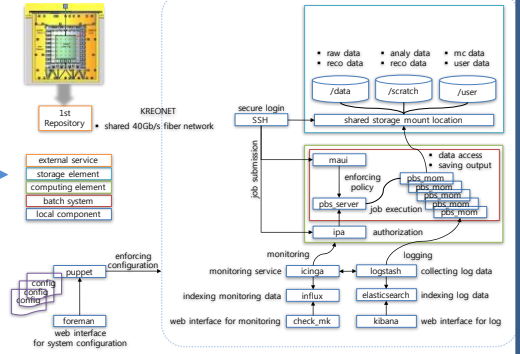 raw data
reco data
analy data
reco data
mc data
user data
/data
/scratch
/user
1st
Repository
KREONET
shared 40Gb/s fiber network
secure login
SSH
shared storage mount location
external service
storage element
computing element
batch system
local component
job submission
maui
enforcing
policy
data access
saving output
pbs_mom
pbs_mom
pbs_mom
pbs_mom
pbs_mom
pbs_server
job execution
ipa
authorization
enforcing
configuration
monitoring
logging
config
config
config
puppet
monitoring service
icinga
logstash
collecting log data
indexing monitoring data
influx
elasticsearch
indexing log data
foreman
web interface for monitoring
check_mk
kibana
web interface for log
web interface
for system configuration